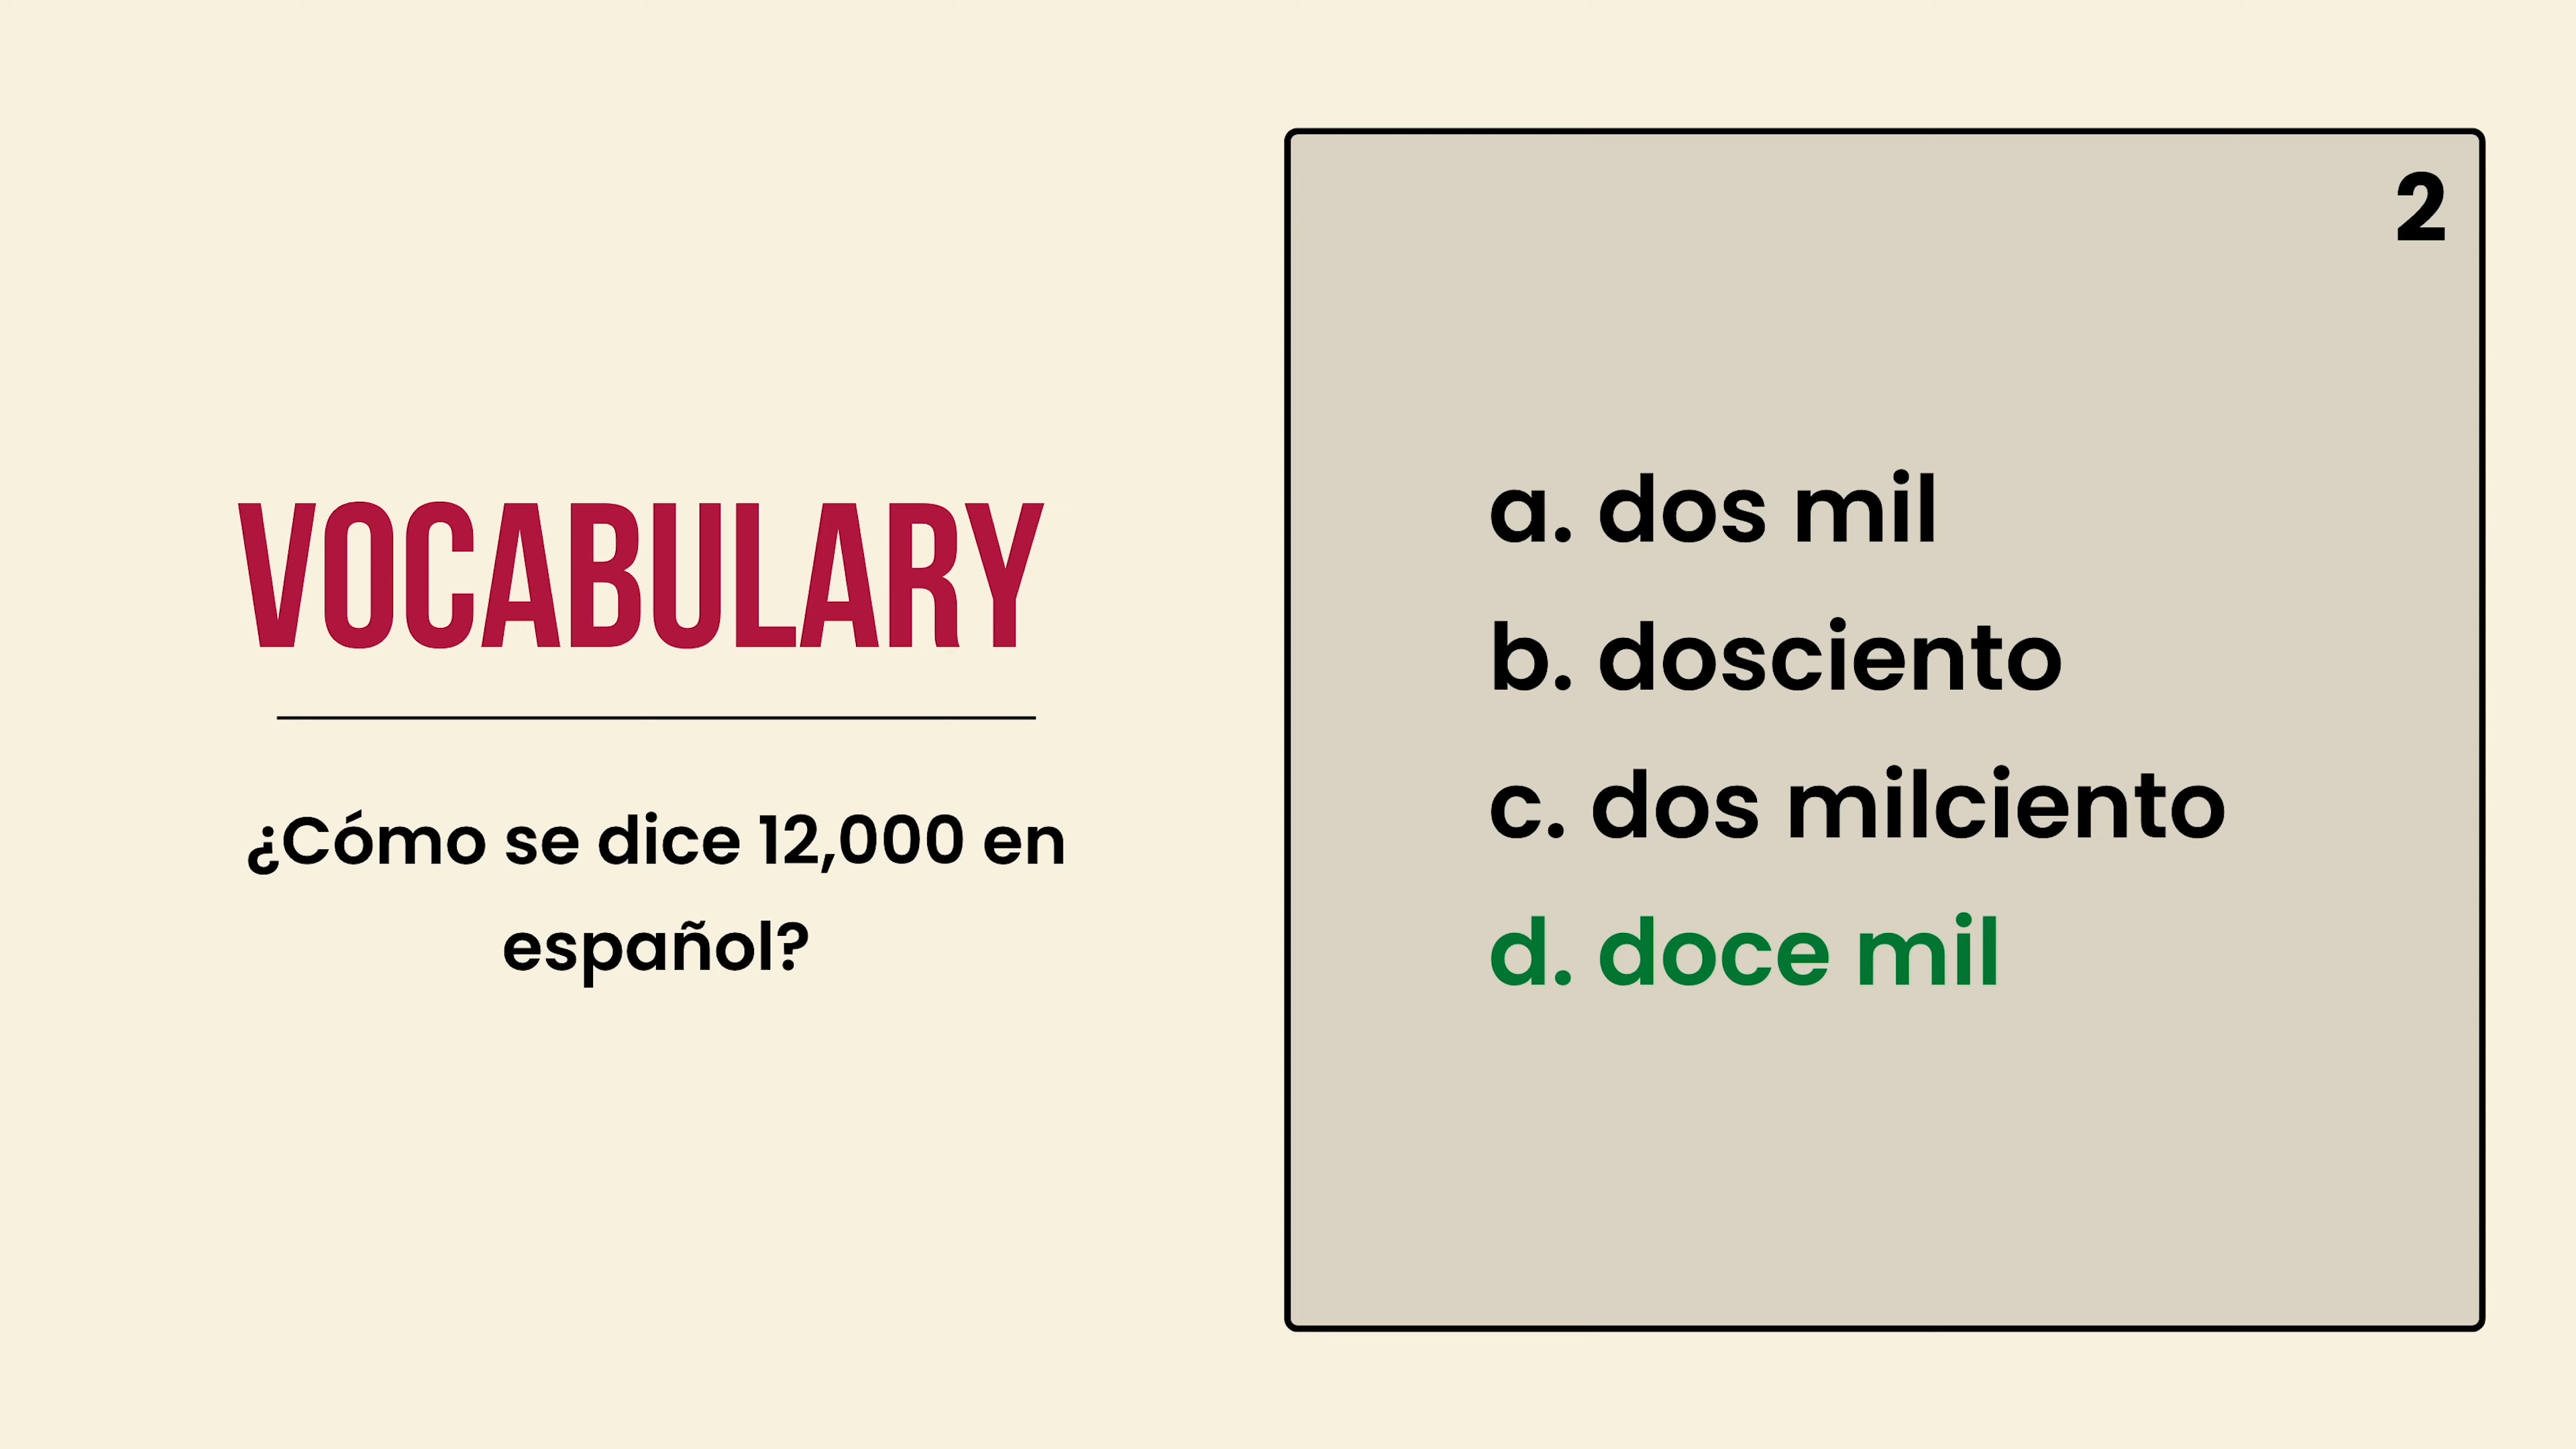 VOCABULARY
¿Cómo se dice 12,000 en
español?
2
a. dos mil
b. dosciento
c. dos milciento
d. doce mil